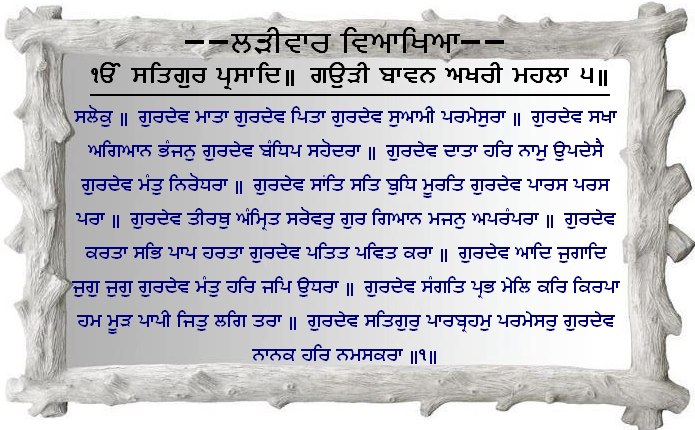 --ਲੜੀਵਾਰ ਵਿਆਖਿਆ--
ੴ ਸਤਿਗੁਰ ਪ੍ਰਸਾਦਿ॥ ਗਉੜੀ ਬਾਵਨ ਅਖਰੀ ਮਹਲਾ ੫॥
ਸਲੋਕੁ ॥ ਗੁਰਦੇਵ ਮਾਤਾ ਗੁਰਦੇਵ ਪਿਤਾ ਗੁਰਦੇਵ ਸੁਆਮੀ ਪਰਮੇਸੁਰਾ ॥ ਗੁਰਦੇਵ ਸਖਾ
ਅਗਿਆਨ ਭੰਜਨੁ ਗੁਰਦੇਵ ਬੰਧਿਪ ਸਹੋਦਰਾ ॥ ਗੁਰਦੇਵ ਦਾਤਾ ਹਰਿ ਨਾਮੁ ਉਪਦੇਸੈ
ਗੁਰਦੇਵ ਮੰਤੁ ਨਿਰੋਧਰਾ ॥ ਗੁਰਦੇਵ ਸਾਂਤਿ ਸਤਿ ਬੁਧਿ ਮੂਰਤਿ ਗੁਰਦੇਵ ਪਾਰਸ ਪਰਸ
ਪਰਾ ॥ ਗੁਰਦੇਵ ਤੀਰਥੁ ਅੰਮ੍ਰਿਤ ਸਰੋਵਰੁ ਗੁਰ ਗਿਆਨ ਮਜਨੁ ਅਪਰੰਪਰਾ ॥ ਗੁਰਦੇਵ
ਕਰਤਾ ਸਭਿ ਪਾਪ ਹਰਤਾ ਗੁਰਦੇਵ ਪਤਿਤ ਪਵਿਤ ਕਰਾ ॥ ਗੁਰਦੇਵ ਆਦਿ ਜੁਗਾਦਿ
ਜੁਗੁ ਜੁਗੁ ਗੁਰਦੇਵ ਮੰਤੁ ਹਰਿ ਜਪਿ ਉਧਰਾ ॥ ਗੁਰਦੇਵ ਸੰਗਤਿ ਪ੍ਰਭ ਮੇਲਿ ਕਰਿ ਕਿਰਪਾ
ਹਮ ਮੂੜ ਪਾਪੀ ਜਿਤੁ ਲਗਿ ਤਰਾ ॥ ਗੁਰਦੇਵ ਸਤਿਗੁਰੁ ਪਾਰਬ੍ਰਹਮੁ ਪਰਮੇਸਰੁ ਗੁਰਦੇਵ
ਨਾਨਕ ਹਰਿ ਨਮਸਕਰਾ ॥੧॥